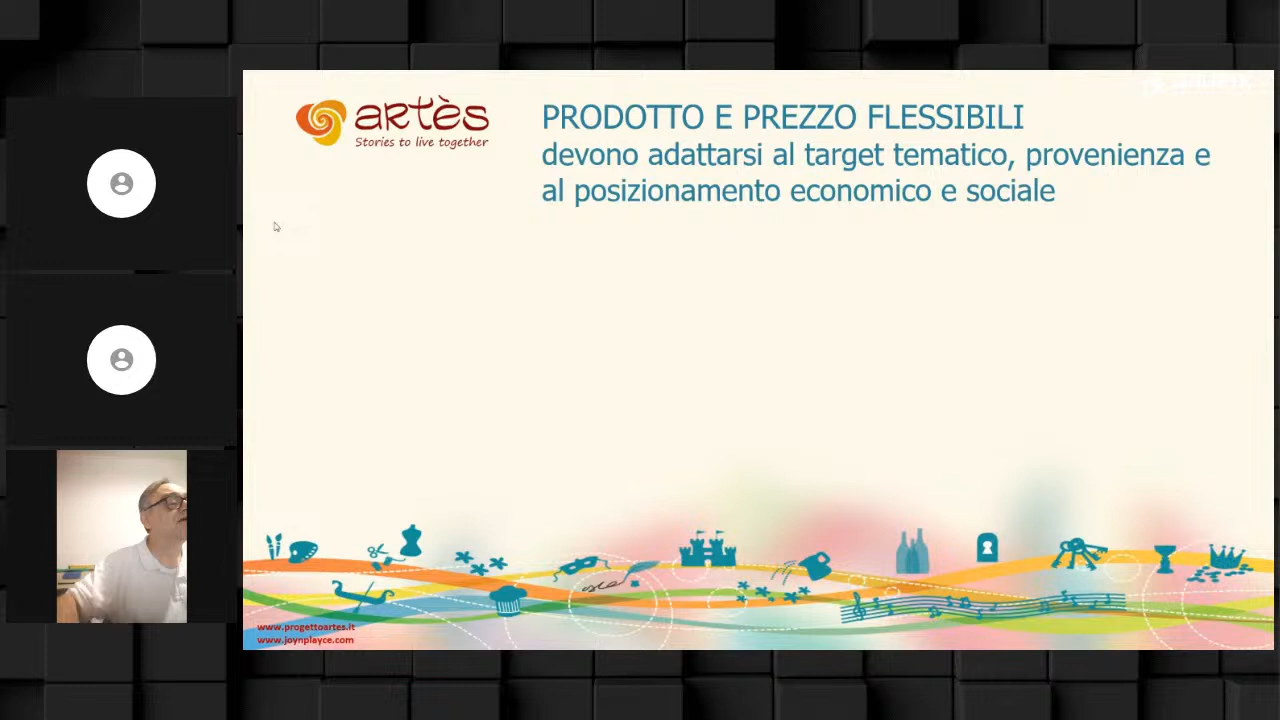 artès
Stories to live together
PRODOTTO E PREZZO FLESSIBILI
devono adattarsi al target tematico, provenienza e
al posizionamento economico e sociale
www.progettoartes.it
www.joynplayce.com